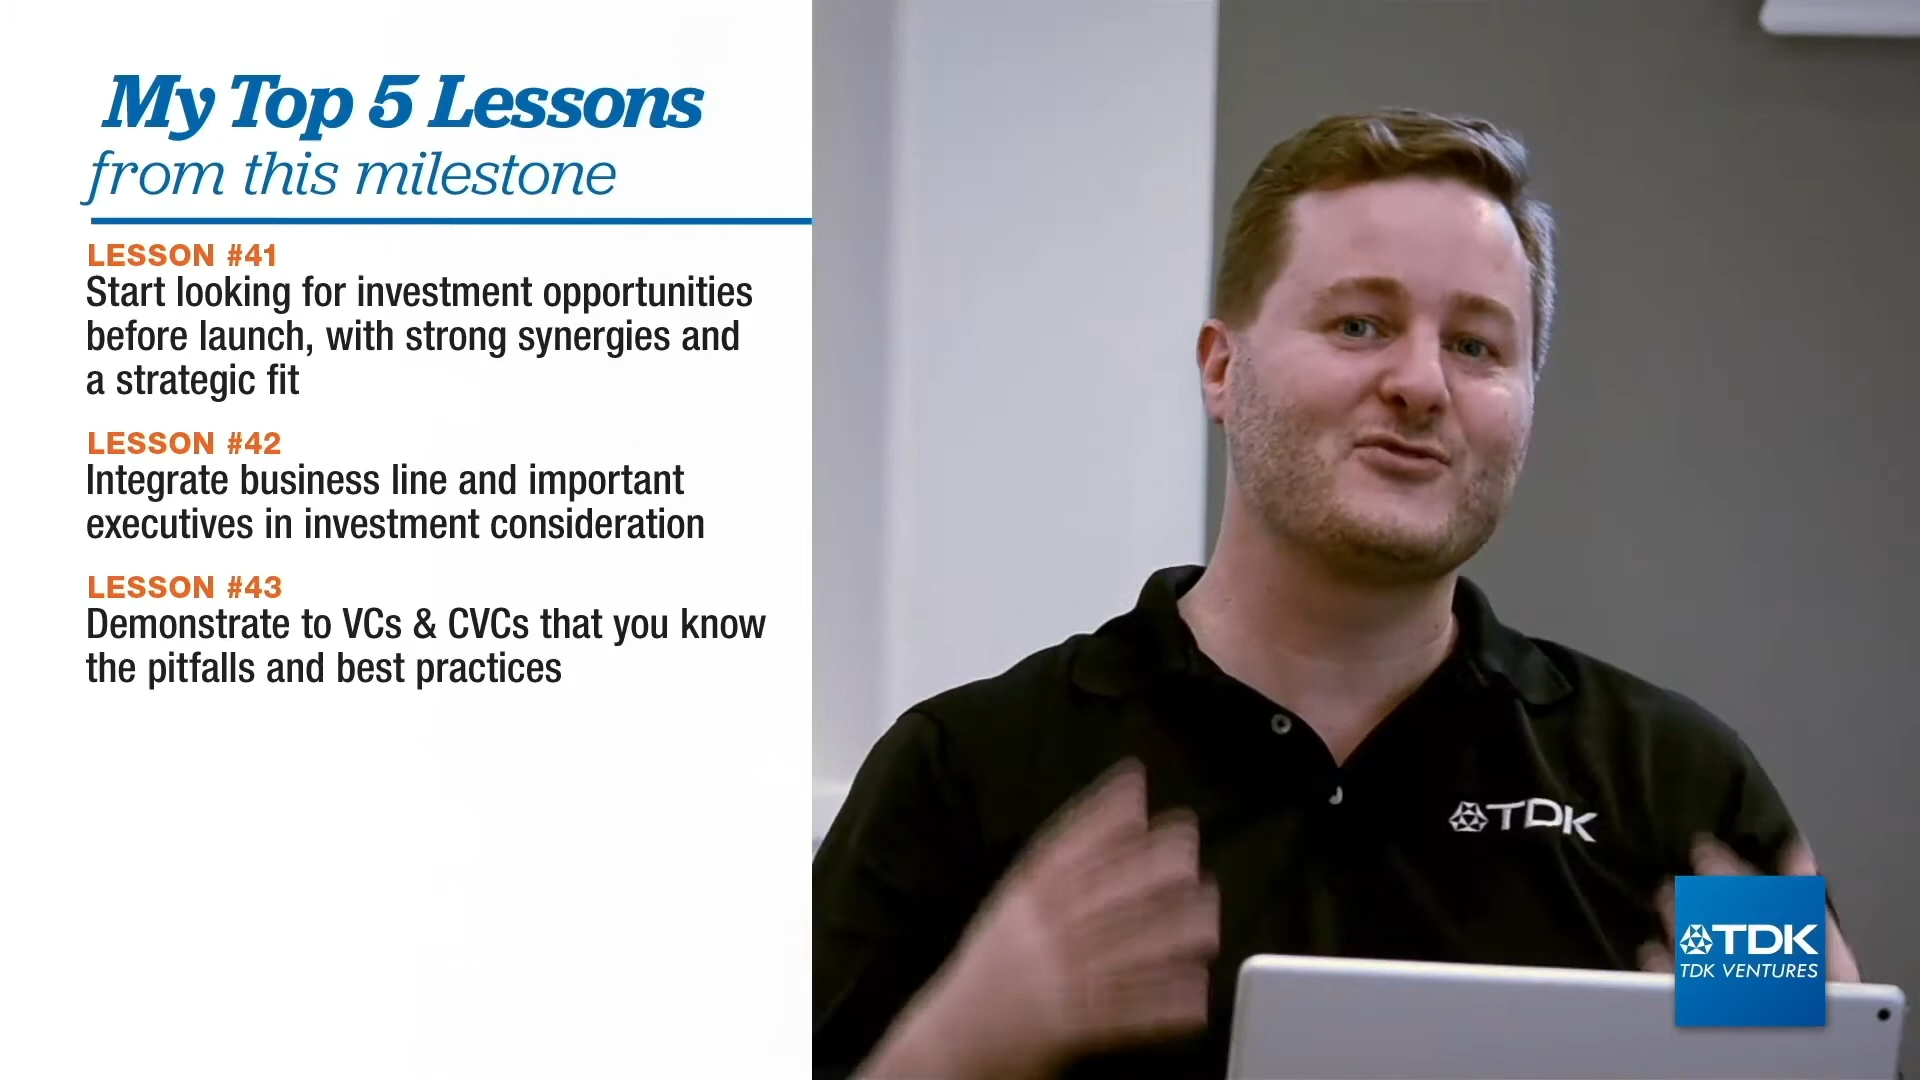 My Top 5 Lessons
from this milestone
LESSON #41
Start looking for investment opportunities
before launch, with strong synergies and
a strategic fit
LESSON #42
Integrate business line and important
executives in investment consideration
LESSON #43
Demonstrate to VCs & CVCs that you know
the pitfalls and best practices
TDK
TDK
TDK VENTURES